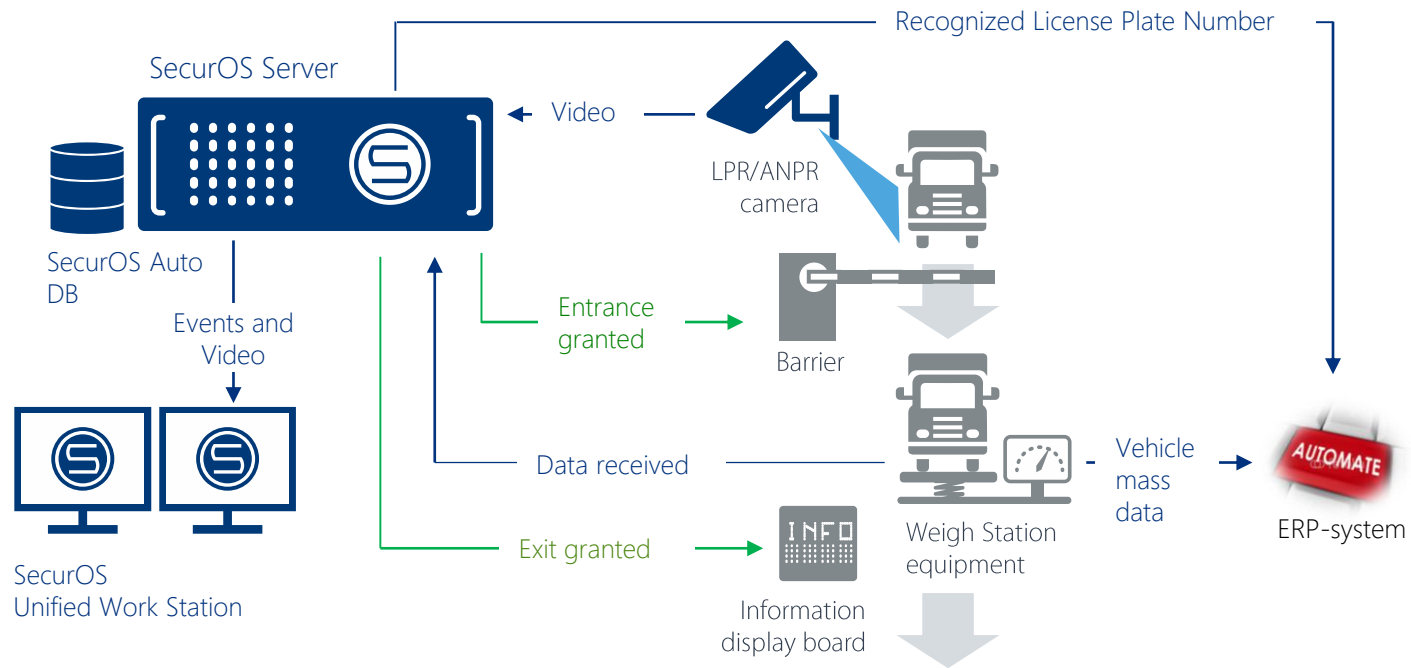 Recognized License Plate Number
SecurOS Server
Video
LPR/ANPR
camera
SecurOS Auto
DB
Events and
Video
Entrance
granted
Barrier
Data received
Vehicle
mass
data
AUTOMATE
ERP-system
INFO
Weigh Station
equipment
Exit granted
SecurOS
Unified Work Station
Information
display board